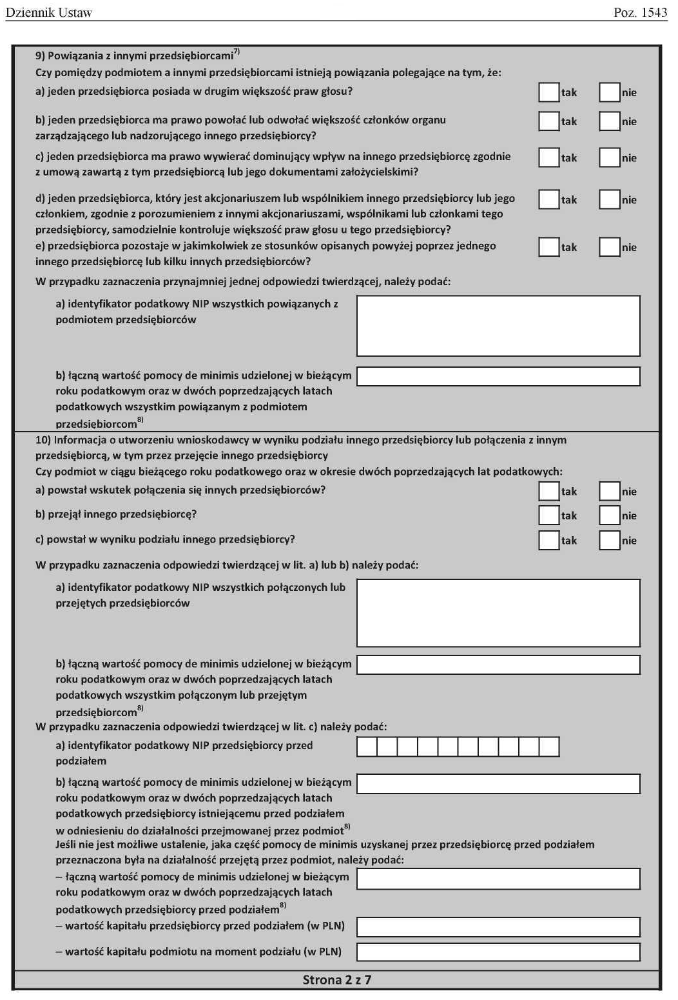 Dziennik Ustaw
Poz. 1543
9) Powiązania z innymi przedsiębiorcami7)
Czy pomiędzy podmiotem a innymi przedsiębiorcami istnieją powiązania polegające na tym, że:
a) jeden przedsiębiorca posiada w drugim większość praw głosu?
tak nie
b) jeden przedsiębiorca ma prawo powołać lub odwołać większość członków organu
zarządzającego lub nadzorującego innego przedsiębiorcy?
tak nie
c) jeden przedsiębiorca ma prawo wywierać dominujący wpływ na innego przedsiębiorcę zgodnie
z umową zawartą z tym przedsiębiorcą lub jego dokumentami założycielskimi?
tak nie
d) jeden przedsiębiorca, który jest akcjonariuszem lub wspólnikiem innego przedsiębiorcy lub jego
członkiem, zgodnie z porozumieniem z innymi akcjonariuszami, wspólnikami lub członkami tego
przedsiębiorcy, samodzielnie kontroluje większość praw głosu u tego przedsiębiorcy?
tak nie
e) przedsiębiorca pozostaje w jakimkolwiek ze stosunków opisanych powyżej poprzez jednego
innego przedsiębiorcę lub kilku innych przedsiębiorców?
tak nie
W przypadku zaznaczenia przynajmniej jednej odpowiedzi twierdzącej, należy podać:
a) identyfikator podatkowy NIP wszystkich powiązanych z
podmiotem przedsiębiorców
b) łączną wartość pomocy de minimis udzielonej w bieżącym
roku podatkowym oraz w dwóch poprzedzających latach
podatkowych wszystkim powiązanym z podmiotem
przedsiębiorcom8)
10) Informacja o utworzeniu wnioskodawcy w wyniku podziału innego przedsiębiorcy lub połączenia z innym
przedsiębiorcą, w tym przez przejęcie innego przedsiębiorcy
Czy podmiot w ciągu bieżącego roku podatkowego oraz w okresie dwóch poprzedzających lat podatkowych:
a) powstał wskutek połączenia się innych przedsiębiorców?
tak nie
b) przejął innego przedsiębiorcę?
tak nie
c) powstał w wyniku podziału innego przedsiębiorcy?
tak nie
W przypadku zaznaczenia odpowiedzi twierdzącej w lit. a) lub b) należy podać:
a) identyfikator podatkowy NIP wszystkich połączonych lub
przejętych przedsiębiorców
b) łączną wartość pomocy de minimis udzielonej w bieżącym
roku podatkowym oraz w dwóch poprzedzających latach
podatkowych wszystkim połączonym lub przejętym
przedsiębiorcom8)
W przypadku zaznaczenia odpowiedzi twierdzącej w lit. c) należy podać:
a) identyfikator podatkowy NIP przedsiębiorcy przed
podziałem
b) łączną wartość pomocy de minimis udzielonej w bieżącym
roku podatkowym oraz w dwóch poprzedzających latach
podatkowych przedsiębiorcy istniejącemu przed podziałem
w odniesieniu do działalności przejmowanej przez podmiot8)
Jeśli nie jest możliwe ustalenie, jaka część pomocy de minimis uzyskanej przez przedsiębiorcę przed podziałem
przeznaczona była na działalność przejętą przez podmiot, należy podać:
– łączną wartość pomocy de minimis udzielonej w bieżącym
roku podatkowym oraz w dwóch poprzedzających latach
podatkowych przedsiębiorcy przed podziałem8)
– wartość kapitału przedsiębiorcy przed podziałem (w PLN)
– wartość kapitału podmiotu na moment podziału (w PLN)
Strona 2 z 7